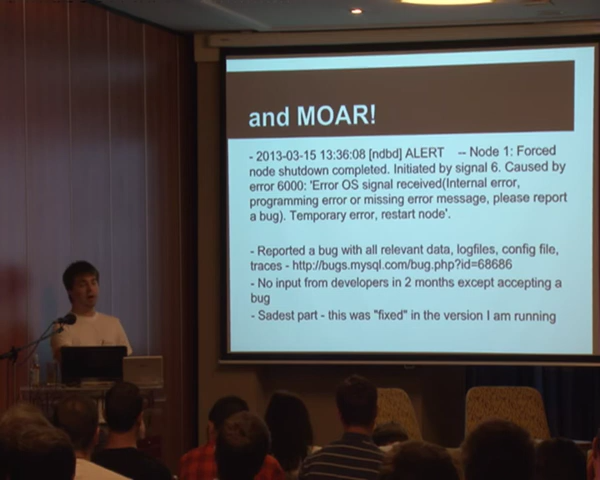 and MOAR!
- 2013-03-15 13:36:08 [ndbd] ALERT -- Node 1: Forced
node shutdown completed. Initiated by signal 6. Caused by
error 6000: 'Error OS signal received(Internal error,
programming error or missing error message, please report
a bug). Temporary error, restart node'.
- Reported a bug with all relevant data, logfiles, config file,
traces - http://bugs.mysql.com/bug.php?id=68686
- No input from developers in 2 months except accepting a
bug
- Sadest part - this was "fixed" in the version I am running